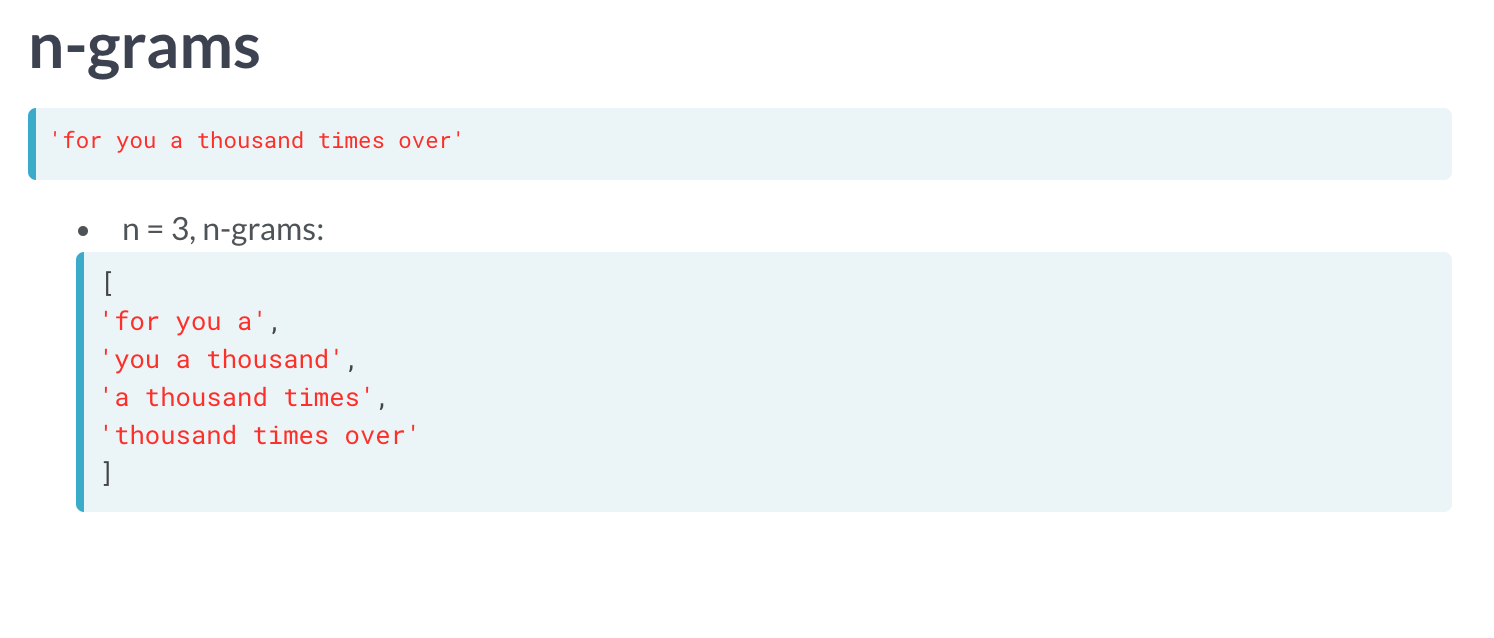 n-grams
'for you a thousand times over'
• n = 3, n-grams:
[
'for you a',
'you a thousand',
'a thousand times',
'thousand times over'
]